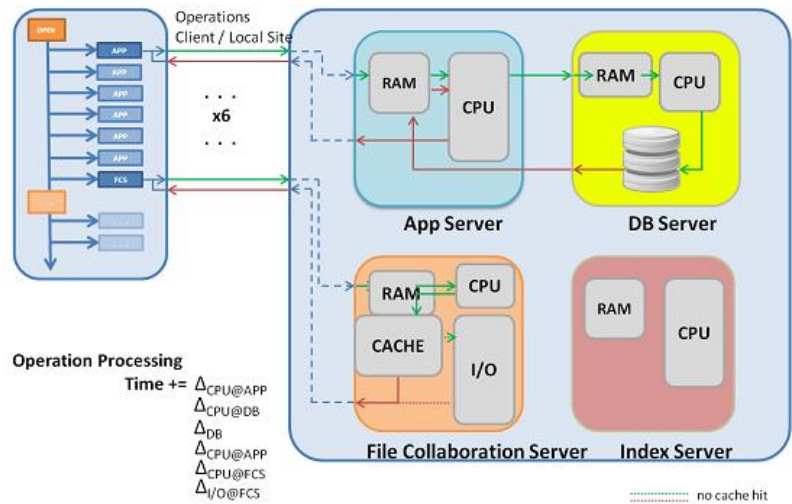 OPEN
APP
APP
APP
APP
APP
APP
FCS
. . .
. . .
. . .
Operations
Client / Local Site
. . .
x6
. . .
RAM
CPU
App Server
RAM
CPU
DB Server
RAM
CPU
CACHE
I/O
File Collaboration Server
RAM
CPU
Index Server
Operation Processing
Time += ΔCPU@APP
ΔCPU@DB
ΔDB
ΔCPU@APP
ΔCPU@FCS
ΔI/O@FCS
no cache hit